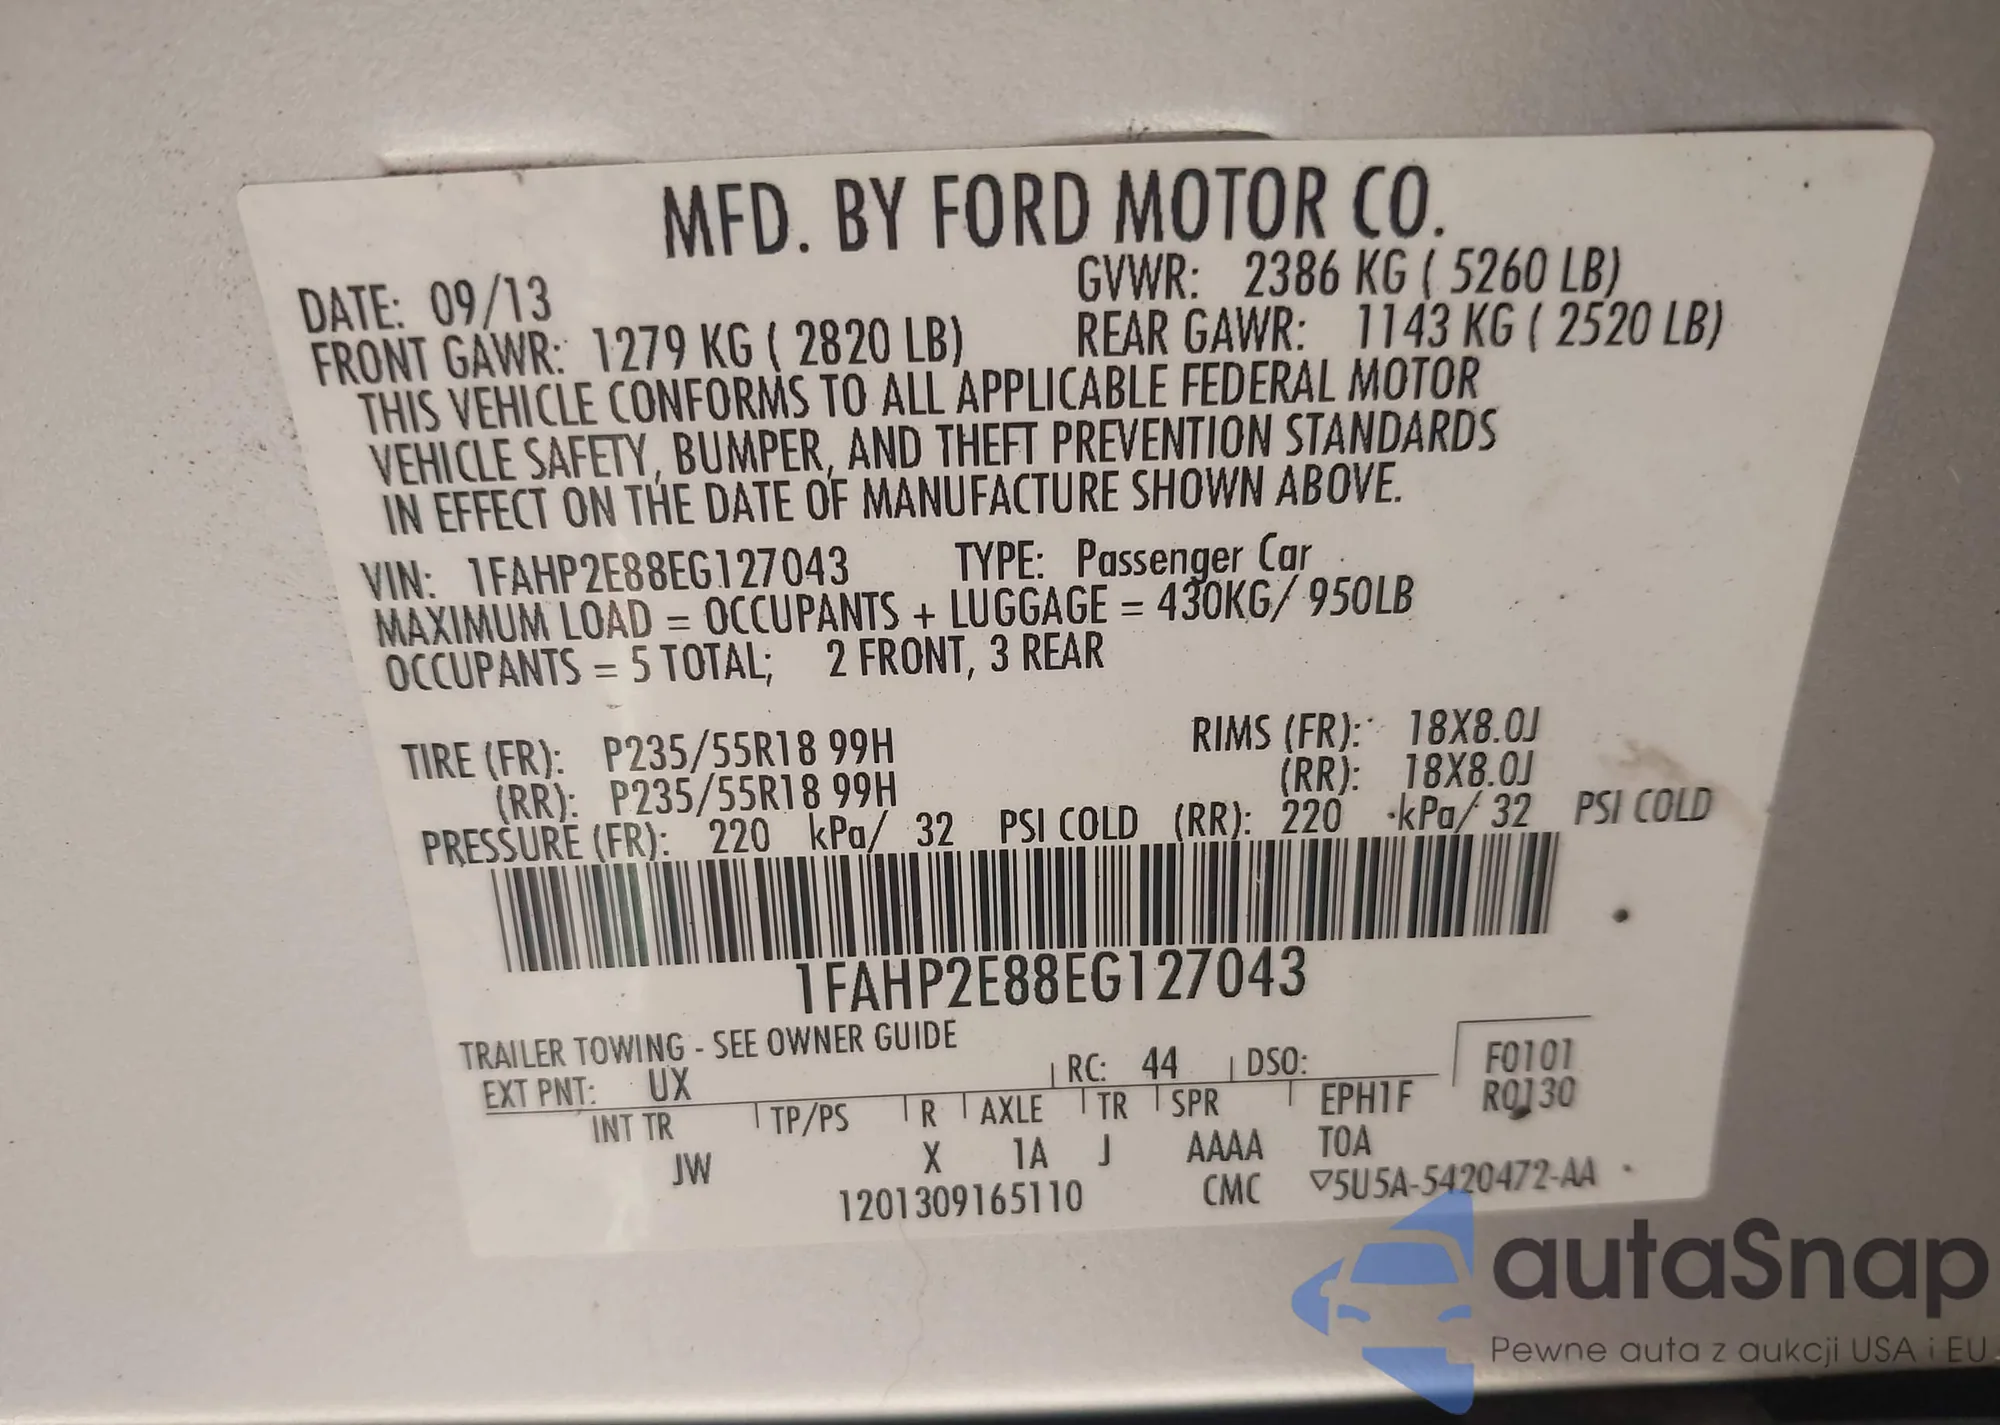 MFD. BY FORD MOTOR CO.
DATE: 09/13 GVWR: 2386 KG ( 5260 LB)
FRONT GAWR: 1279 KG ( 2820 LB) REAR GAWR: 1143 KG ( 2520 LB)
THIS VEHICLE CONFORMS TO ALL APPLICABLE FEDERAL MOTOR
VEHICLE SAFETY, BUMPER, AND THEFT PREVENTION STANDARDS
IN EFFECT ON THE DATE OF MANUFACTURE SHOWN ABOVE.
VIN: 1FAHP2E88EG127043 TYPE: Passenger Car
MAXIMUM LOAD = OCCUPANTS + LUGGAGE = 430KG/ 950LB
OCCUPANTS = 5 TOTAL; 2 FRONT, 3 REAR
TIRE (FR): P235/55R18 99H RIMS (FR): 18X8.0J
(RR): P235/55R18 99H (RR): 18X8.0J
PRESSURE (FR): 220 kPa/ 32 PSI COLD (RR): 220 kPa/ 32 PSI COLD
1FAHP2E88EG127043
TRAILER TOWING - SEE OWNER GUIDE
EXT PNT: UX RC: 44 DSO: F0101
INT TR TP/PS R AXLE TR SPR EPH1F R0130
JW X 1A J AAAA TOA
1201309165110 CMC ▽5U5A-5420472-AA
autaSnap
Pewne auta z aukcji USA i EU